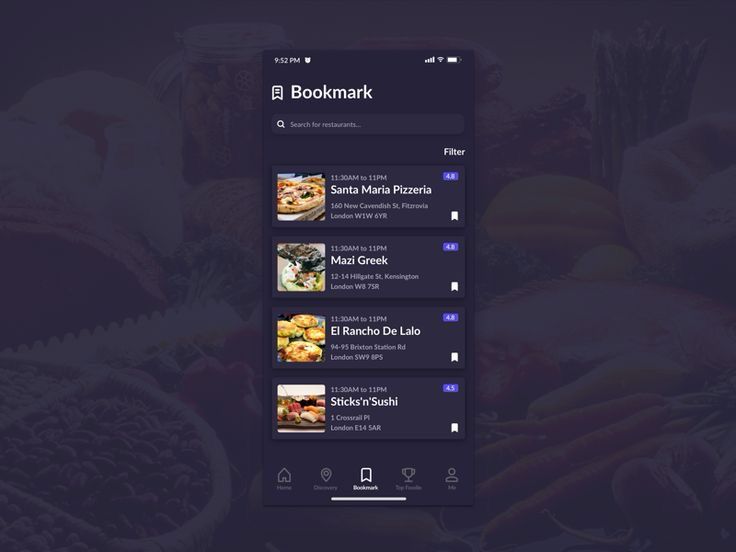 9:52 PM
Bookmark
Search for restaurants...
Filter
11:30AM to 11PM
4.8
Santa Maria Pizzeria
160 New Cavendish St, Fitzrovia
London W1W 6YR
11:30AM to 11PM
4.8
Mazi Greek
12-14 Hillgate St, Kensington
London W8 7SR
11:30AM to 11PM
4.8
El Rancho De Lalo
94-95 Brixton Station Rd
London SW9 8PS
11:30AM to 11PM
4.5
Sticks'n'Sushi
1 Crossrail Pl
London E14 5AR
Home Discovery Bookmark Top Foodie Me